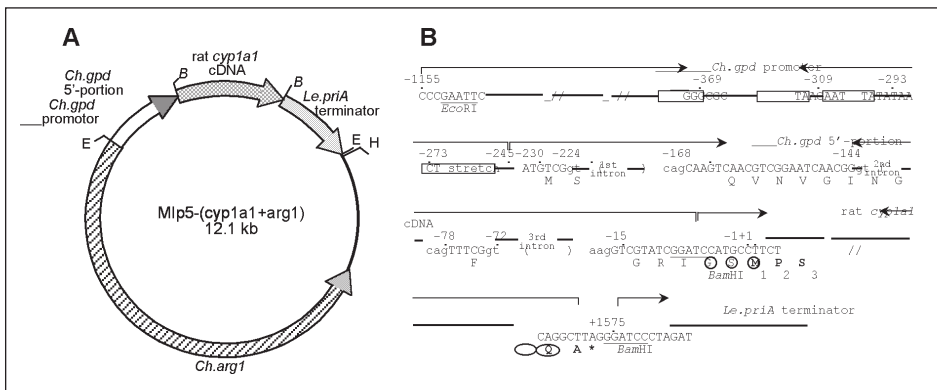 A
rat cyp1a1
cDNA
B
B
Ch.gpd
5'-portion
Ch.gpd
___promotor
Le.priA
terminator
E
E
H
Mlp5-(cyp1a1+arg1)
12.1 kb
Ch.arg1
B
Ch.gpd promotor
-1155 -369 -309 -293
CCCGAATTC // // GGGCGC TAGAAT TATATAA
EcoRI
Ch.gpd 5'-portion
-273 -245 -230 -224 -168 -144
CT stretch ATGTCGgt 1st intron ) cagCAAGTCAACGTCGGAATCAACGGgt 2nd intron
M S Q V N V G I N G
cDNA rat cyp1a1
-78 -72 -15 -1+1
cagTTTCGgt ( 3rd intron ) aagGTCGTATCGGATCCATGCCTTCT //
F G R I G S M P S
BamHI 1 2 3
Le.priA terminator
+1575
CAGGCTTAGGGATCCCTAGAT
Q A * BamHI